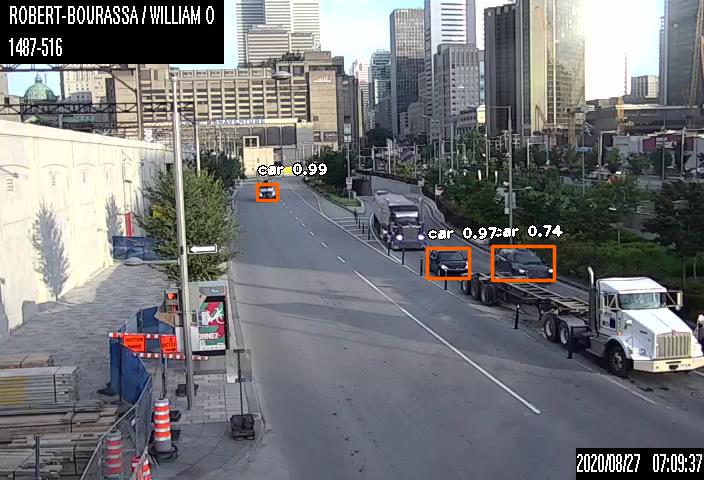 ROBERT-BOURASSA / WILLIAM O
1487-516
BONAVENTURE
car 0.99
car 0.97
car 0.74
2020/08/27 07:09:37